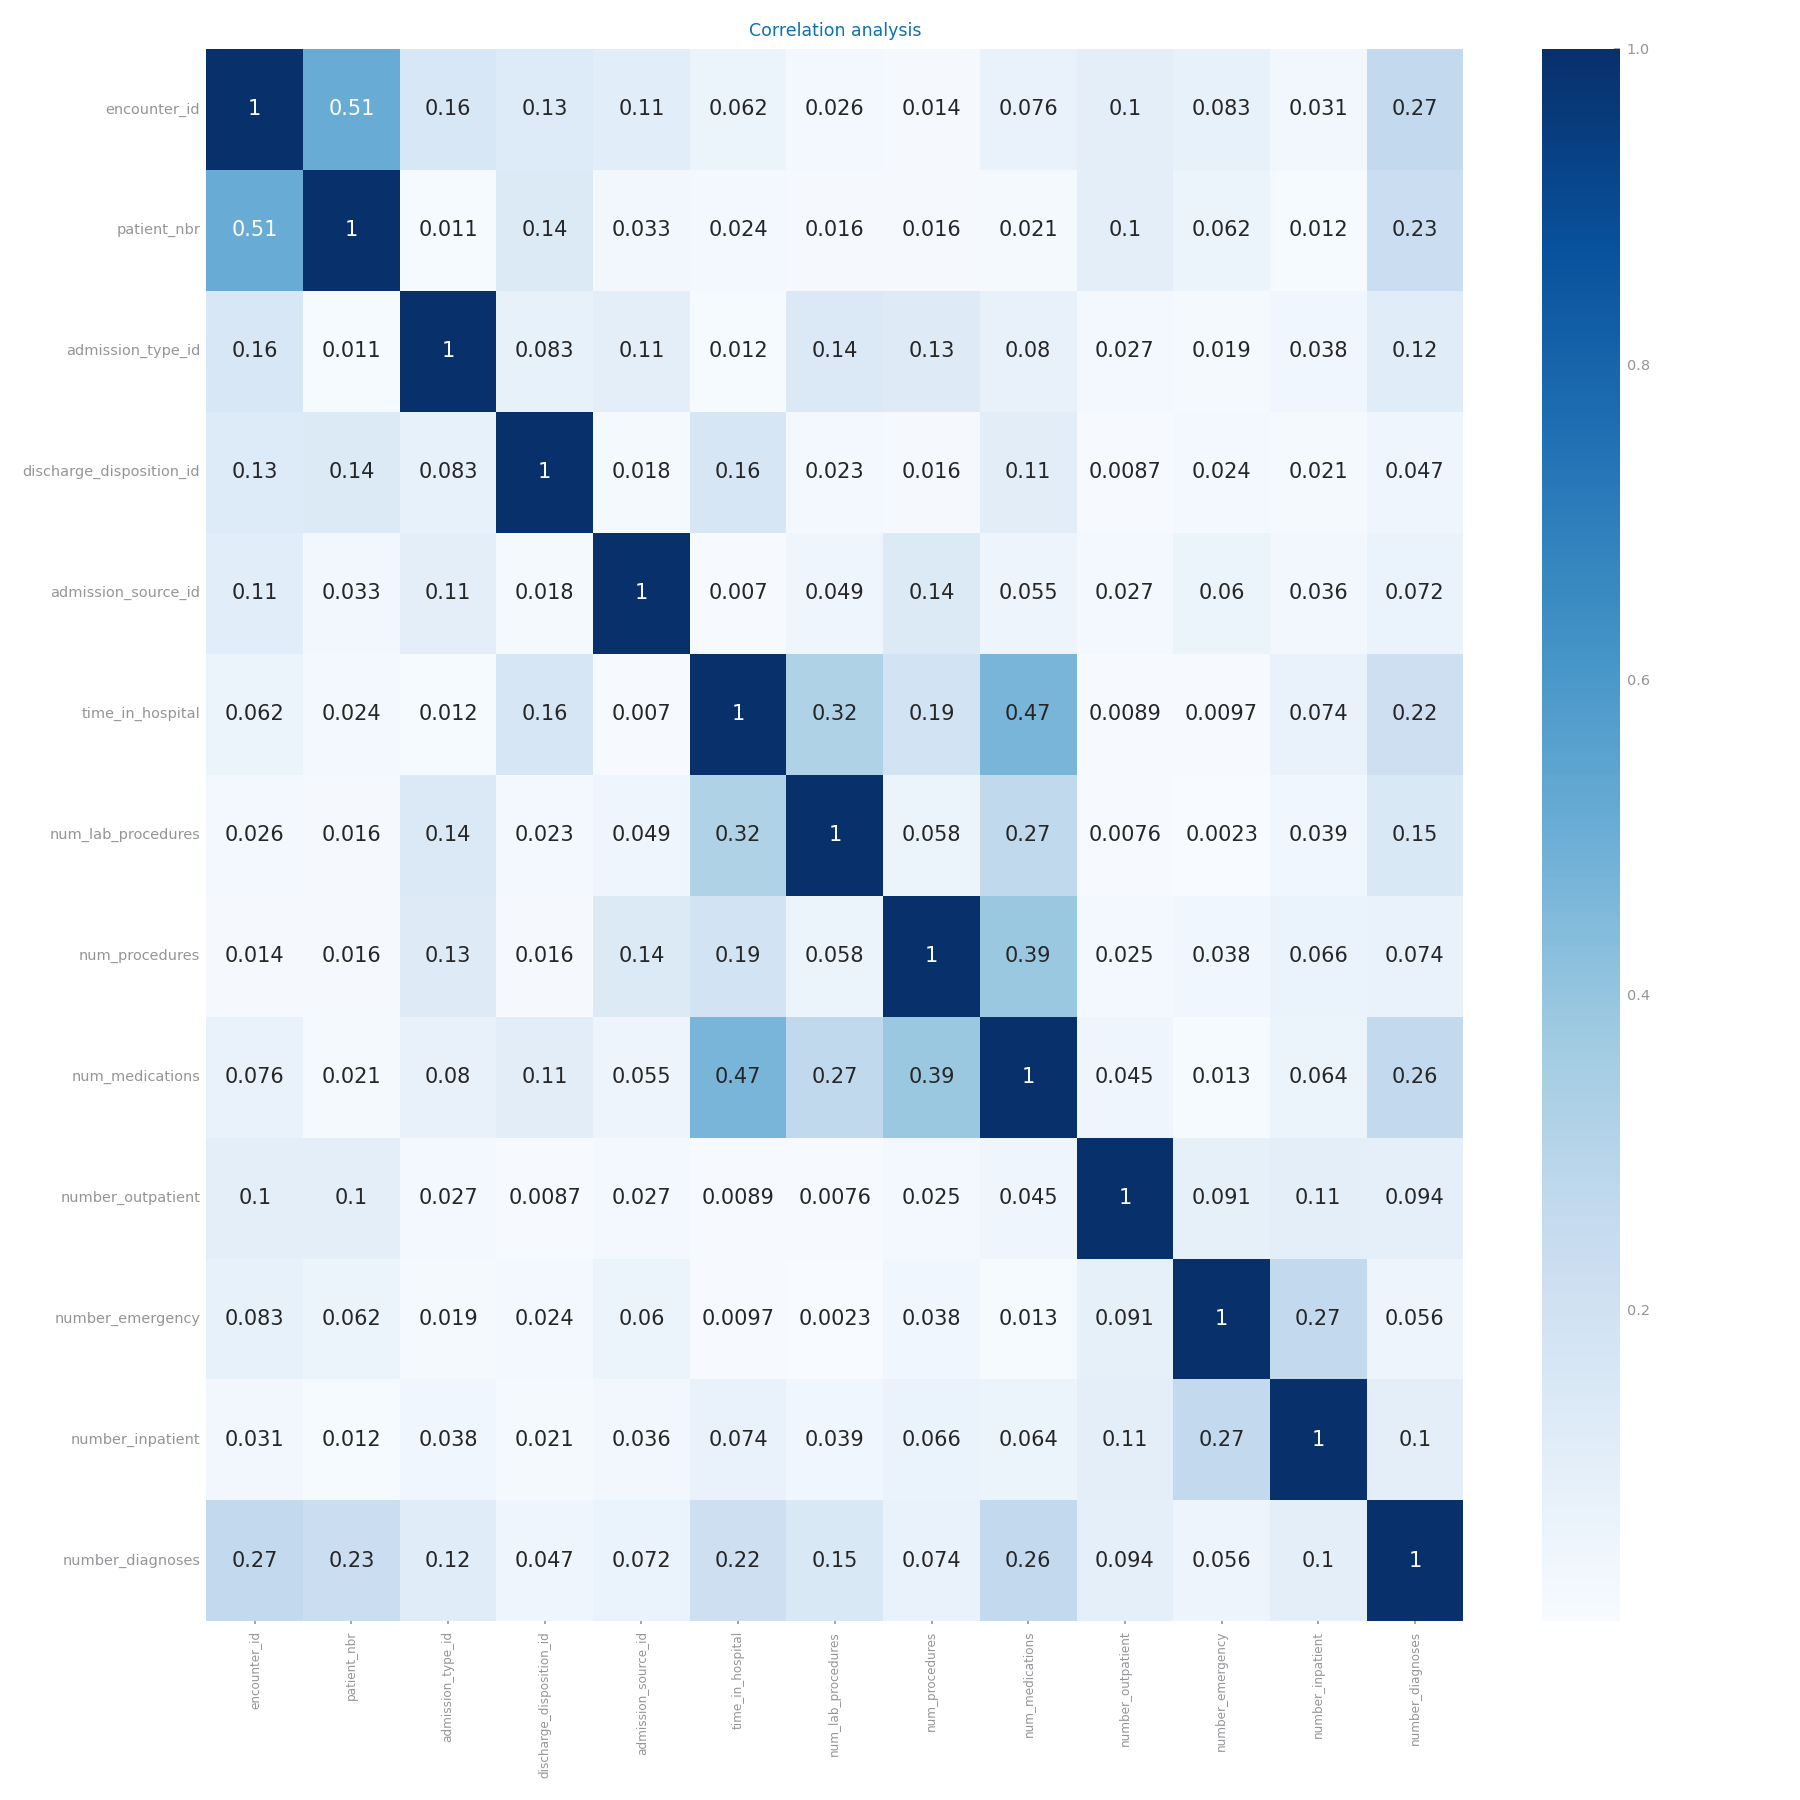 Correlation analysis
encounter_id 1 0.51 0.16 0.13 0.11 0.062 0.026 0.014 0.076 0.1 0.083 0.031 0.27
patient_nbr 0.51 1 0.011 0.14 0.033 0.024 0.016 0.016 0.021 0.1 0.062 0.012 0.23
admission_type_id 0.16 0.011 1 0.083 0.11 0.012 0.14 0.13 0.08 0.027 0.019 0.038 0.12
discharge_disposition_id 0.13 0.14 0.083 1 0.018 0.16 0.023 0.016 0.11 0.0087 0.024 0.021 0.047
admission_source_id 0.11 0.033 0.11 0.018 1 0.007 0.049 0.14 0.055 0.027 0.06 0.036 0.072
time_in_hospital 0.062 0.024 0.012 0.16 0.007 1 0.32 0.19 0.47 0.0089 0.0097 0.074 0.22
num_lab_procedures 0.026 0.016 0.14 0.023 0.049 0.32 1 0.058 0.27 0.0076 0.0023 0.039 0.15
num_procedures 0.014 0.016 0.13 0.016 0.14 0.19 0.058 1 0.39 0.025 0.038 0.066 0.074
num_medications 0.076 0.021 0.08 0.11 0.055 0.47 0.27 0.39 1 0.045 0.013 0.064 0.26
number_outpatient 0.1 0.1 0.027 0.0087 0.027 0.0089 0.0076 0.025 0.045 1 0.091 0.11 0.094
number_emergency 0.083 0.062 0.019 0.024 0.06 0.0097 0.0023 0.038 0.013 0.091 1 0.27 0.056
number_inpatient 0.031 0.012 0.038 0.021 0.036 0.074 0.039 0.066 0.064 0.11 0.27 1 0.1
number_diagnoses 0.27 0.23 0.12 0.047 0.072 0.22 0.15 0.074 0.26 0.094 0.056 0.1 1
encounter_id
patient_nbr
admission_type_id
discharge_disposition_id
admission_source_id
time_in_hospital
num_lab_procedures
num_procedures
num_medications
number_outpatient
number_emergency
number_inpatient
number_diagnoses
1.0
0.8
0.6
0.4
0.2